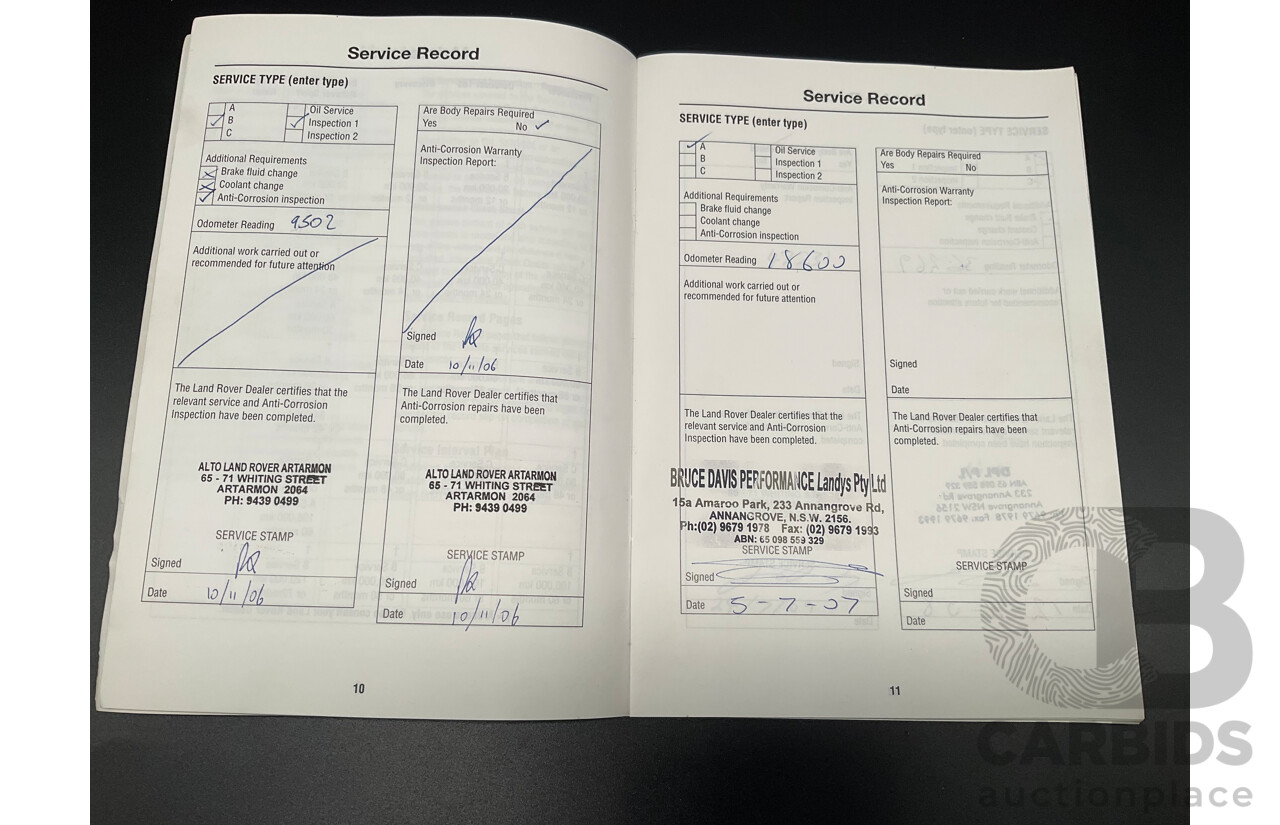 Service Record
SERVICE TYPE (enter type)
A
B
C
Oil Service
Inspection 1
Inspection 2
Additional Requirements
Brake fluid change
Coolant change
Anti-Corrosion inspection
Odometer Reading 9502
Additional work carried out or
recommended for future attention
The Land Rover Dealer certifies that the
relevant service and Anti-Corrosion
Inspection have been completed.
ALTO LAND ROVER ARTARMON
65 - 71 WHITING STREET
ARTARMON 2064
PH: 9439 0499
SERVICE STAMP
Signed
Date 10/11/06
Are Body Repairs Required
Yes No
Anti-Corrosion Warranty
Inspection Report:
Signed
Date 10/11/06
The Land Rover Dealer certifies that
Anti-Corrosion repairs have been
completed.
ALTO LAND ROVER ARTARMON
65 - 71 WHITING STREET
ARTARMON 2064
PH: 9439 0499
SERVICE STAMP
Signed
Date 10/11/06
10
Service Record
SERVICE TYPE (enter type)
A
B
C
Oil Service
Inspection 1
Inspection 2
Additional Requirements
Brake fluid change
Coolant change
Anti-Corrosion inspection
Odometer Reading 18600
Additional work carried out or
recommended for future attention
The Land Rover Dealer certifies that the
relevant service and Anti-Corrosion
Inspection have been completed.
BRUCE DAVIS PERFORMANCE Landys Pty Ltd
15a Amaroo Park, 233 Annangrove Rd,
ANNANGROVE, N.S.W. 2156.
Ph:(02) 9679 1978 Fax: (02) 9679 1993
ABN: 65 098 559 329
SERVICE STAMP
Signed
Date 5-7-07
Are Body Repairs Required
Yes No
Anti-Corrosion Warranty
Inspection Report:
Signed
Date
The Land Rover Dealer certifies that
Anti-Corrosion repairs have been
completed.
SERVICE STAMP
Signed
Date
11
CARBIDS
auctionplace